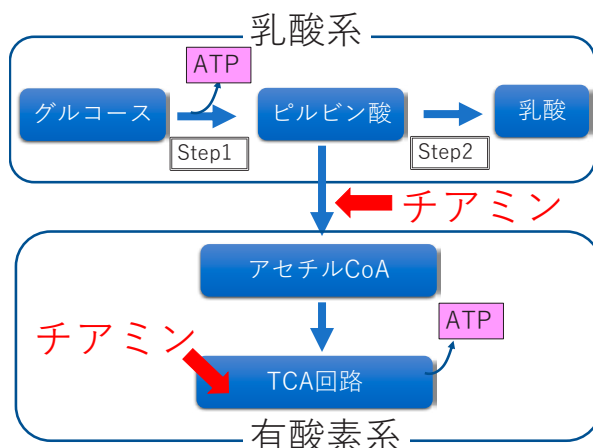 乳酸系
ATP
グルコース
ピルビン酸
乳酸
Step1
Step2
チアミン
アセチルCoA
ATP
チアミン
TCA回路
有酸素系